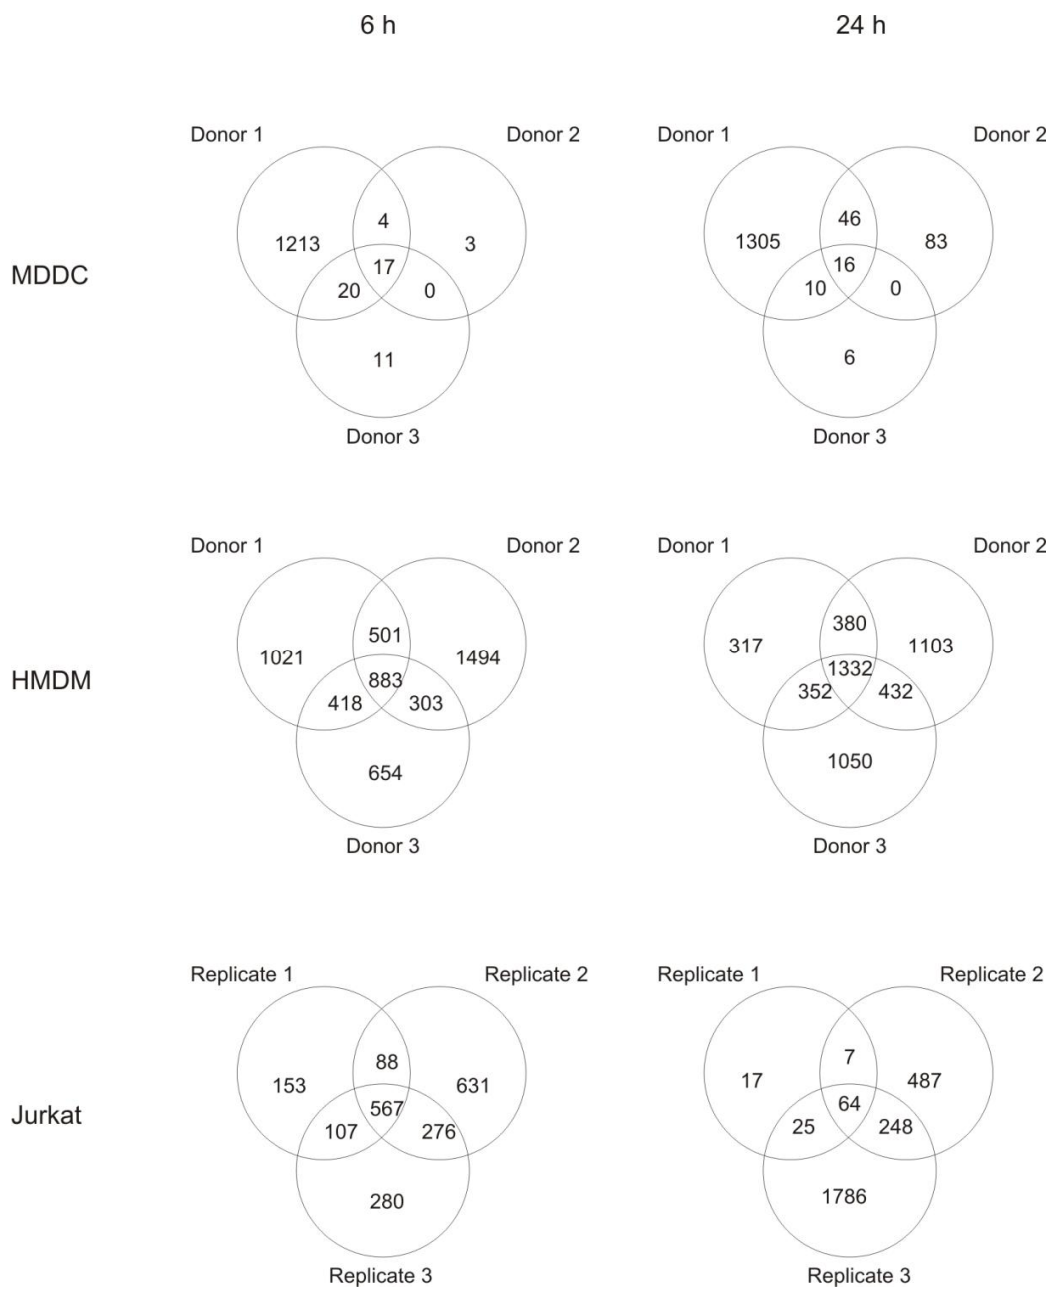 6 h
24 h
MDDC
Donor 1
Donor 2
1213
4
3
17
20
0
11
Donor 3
Donor 1
Donor 2
1305
46
83
16
10
0
6
Donor 3
HMDM
Donor 1
Donor 2
501
1021
1494
883
418
303
654
Donor 3
Donor 1
Donor 2
380
317
1103
1332
352
432
1050
Donor 3
Jurkat
Replicate 1
Replicate 2
88
153
631
567
107
276
280
Replicate 3
Replicate 1
Replicate 2
7
17
487
64
25
248
1786
Replicate 3